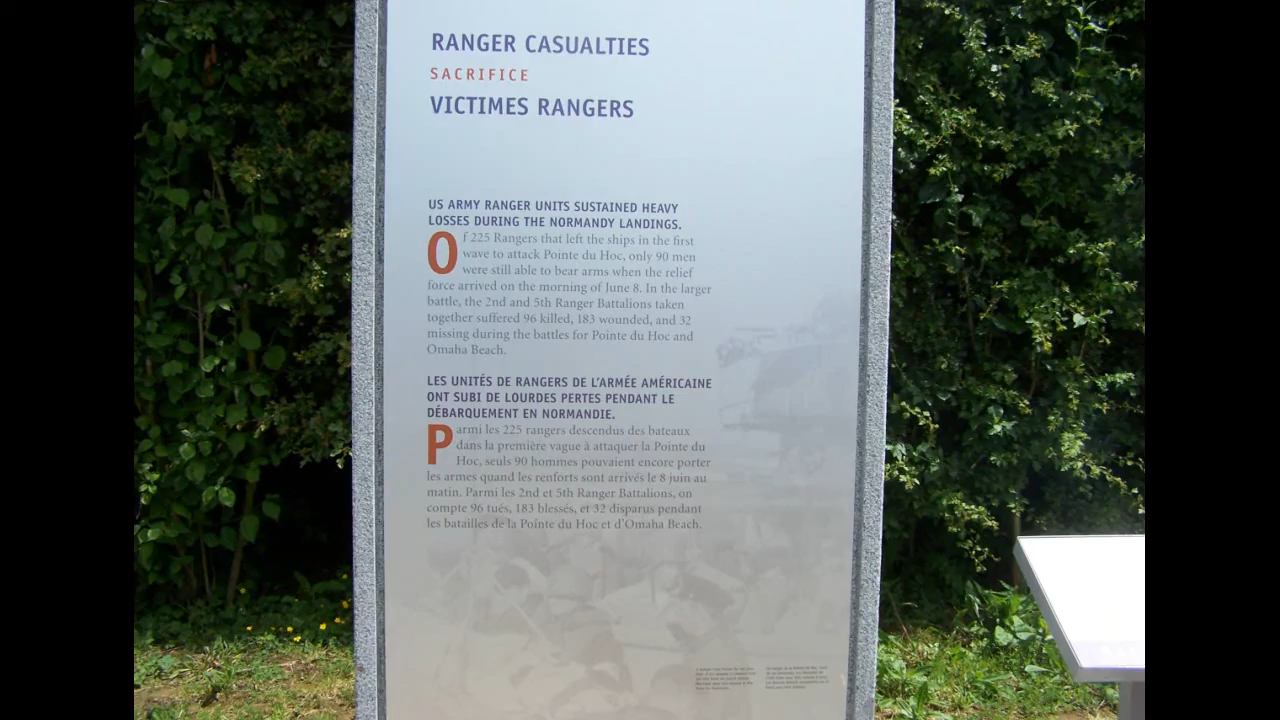 RANGER CASUALTIES
SACRIFICE
VICTIMES RANGERS
US ARMY RANGER UNITS SUSTAINED HEAVY
LOSSES DURING THE NORMANDY LANDINGS.
Of 225 Rangers that left the ships in the first
wave to attack Pointe du Hoc, only 90 men
were still able to bear arms when the relief
force arrived on the morning of June 8. In the larger
battle, the 2nd and 5th Ranger Battalions taken
together suffered 96 killed, 183 wounded, and 32
missing during the battles for Pointe du Hoc and
Omaha Beach.
LES UNITÉS DE RANGERS DE L'ARMÉE AMÉRICAINE
ONT SUBI DE LOURDES PERTES PENDANT LE
DÉBARQUEMENT EN NORMANDIE.
Parmi les 225 rangers descendus des bateaux
dans la première vague à attaquer la Pointe du
Hoc, seuls 90 hommes pouvaient encore porter
les armes quand les renforts sont arrivés le 8 juin au
matin. Parmi les 2nd et 5th Ranger Battalions, on
compte 96 tués, 183 blessés, et 32 disparus pendant
les batailles de la Pointe du Hoc et d'Omaha Beach.